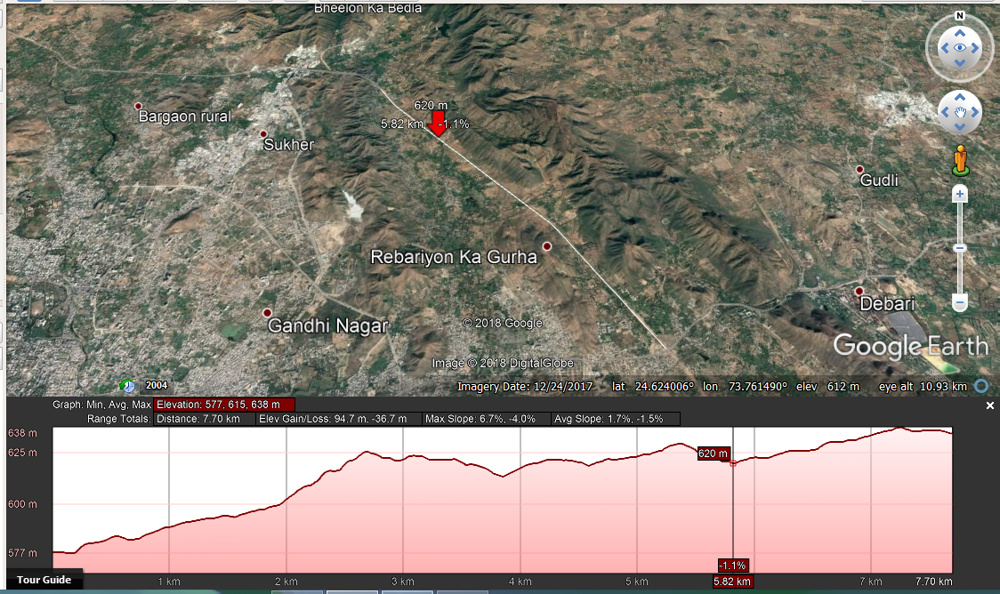 Bheelon Ka Bedla
N
620 m
Bargaon rural
5.82 km -1.1%
Sukher
Gudli
Rebariyon Ka Gurha
Debari
Gandhi Nagar
© 2018 Google
Google Earth
Image © 2018 DigitalGlobe
2004
Imagery Date: 12/24/2017 lat 24.624006° lon 73.761490° elev 612 m eye alt 10.93 km
Graph: Min, Avg, Max Elevation: 577, 615, 638 m
Range Totals: Distance: 7.70 km Elev Gain/Loss: 94.7 m, -36.7 m Max Slope: 6.7%, -4.0% Avg Slope: 1.7%, -1.5%
638 m
625 m
620 m
600 m
577 m
-1.1%
Tour Guide
1 km 2 km 3 km 4 km 5 km 5.82 km 7 km 7.70 km